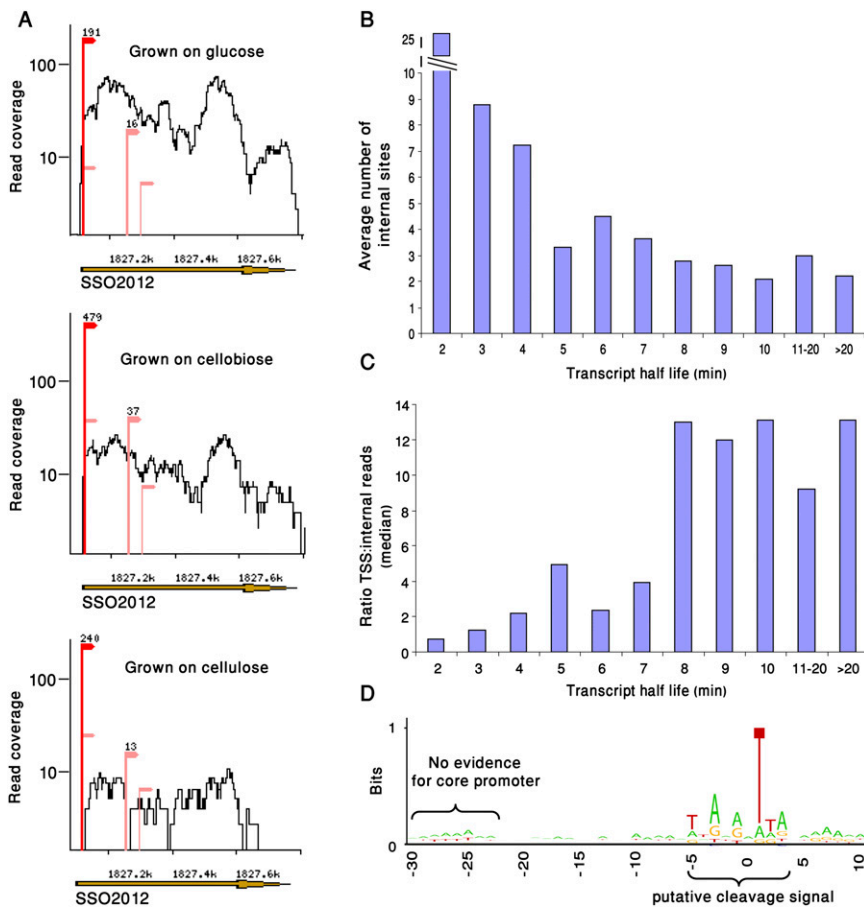 A
191
Grown on glucose
100
16
10
Read coverage
1827.2k 1827.4k 1827.6k
SSO2012
479
Grown on cellobiose
100
37
10
Read coverage
1827.2k 1827.4k 1827.6k
SSO2012
240
Grown on cellulose
100
13
10
Read coverage
1827.2k 1827.4k 1827.6k
SSO2012
B
25
10
9
8
7
6
5
4
3
2
1
0
Average number of
internal sites
2 3 4 5 6 7 8 9 10 11-20 >20
Transcript half life (min)
C
14
12
10
8
6
4
2
0
Ratio TSS:internal reads
(median)
2 3 4 5 6 7 8 9 10 11-20 >20
Transcript half life (min)
D
1
0
Bits
No evidence
for core promoter
T A A T A T A
A G G A A G
-30 -25 -20 -15 -10 -5 0 5 10
putative cleavage signal